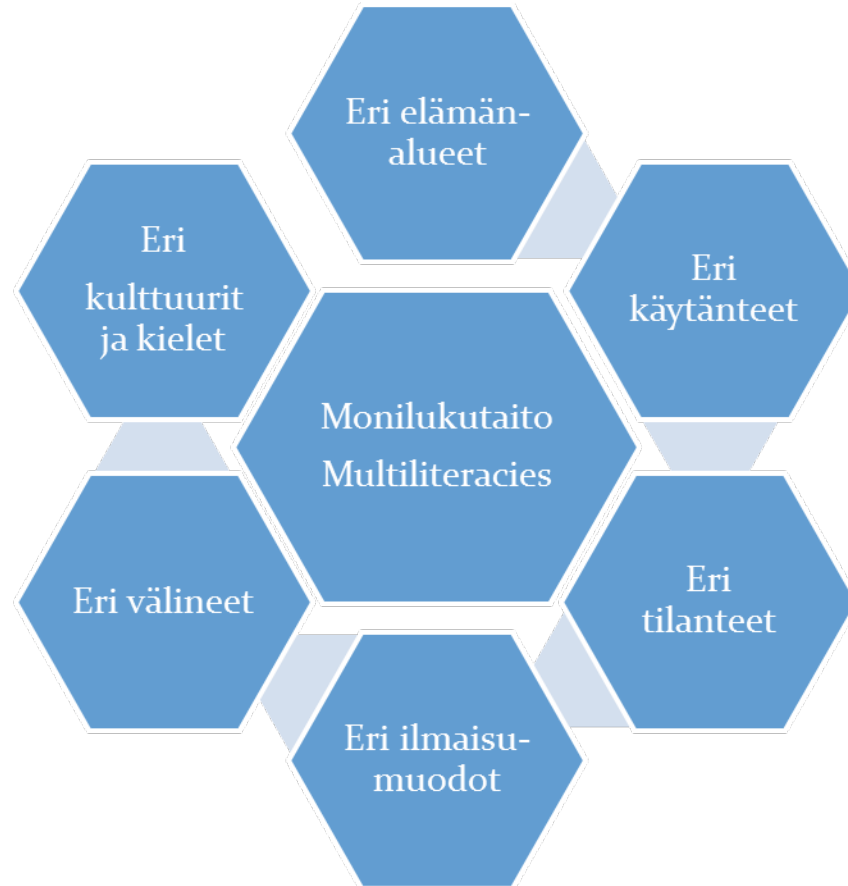 Eri elämän-
alueet
Eri
käytänteet
Eri
tilanteet
Eri ilmaisu-
muodot
Eri välineet
Eri
kulttuurit
ja kielet
Monilukutaito
Multiliteracies